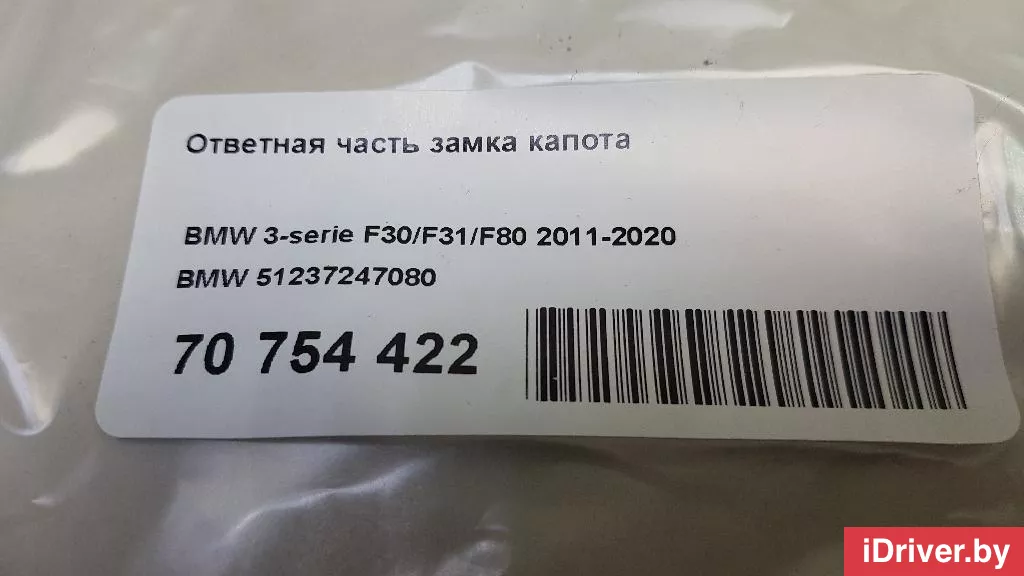 Ответная часть замка капота
BMW 3-serie F30/F31/F80 2011-2020
BMW 51237247080
70 754 422
iDriver.by